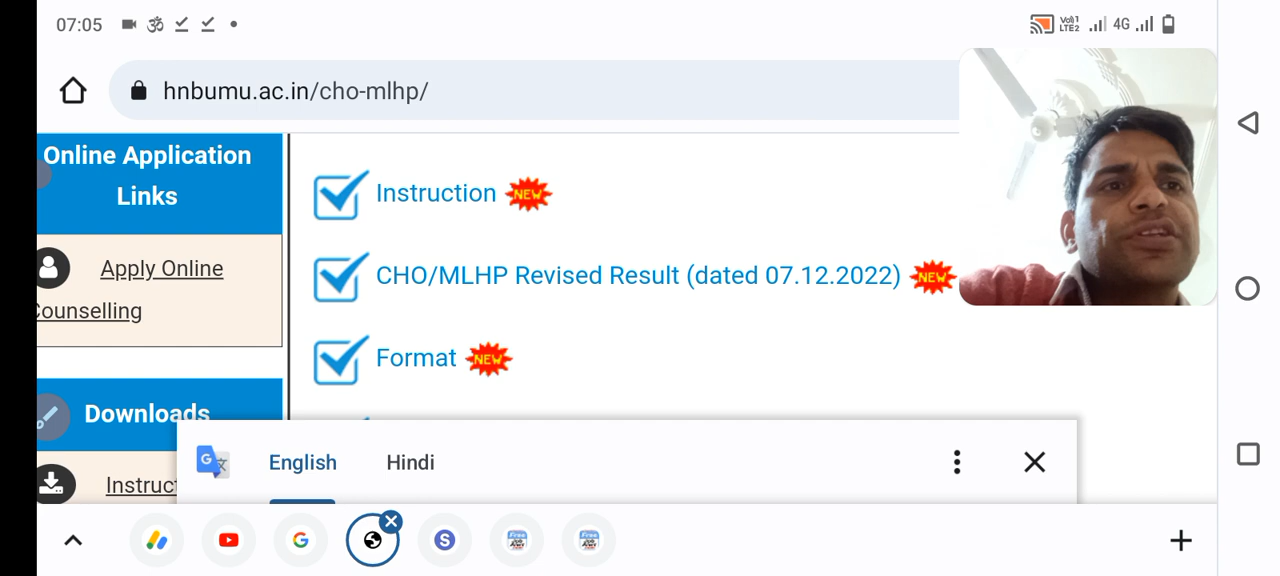 07:05 ॐ Vo)) 1 LTE2 4G
hnbumu.ac.in/cho-mlhp/
Online Application
Links
Apply Online
Counselling
Instruction NEW
CHO/MLHP Revised Result (dated 07.12.2022) NEW
Format NEW
Downloads
Instruct
English Hindi